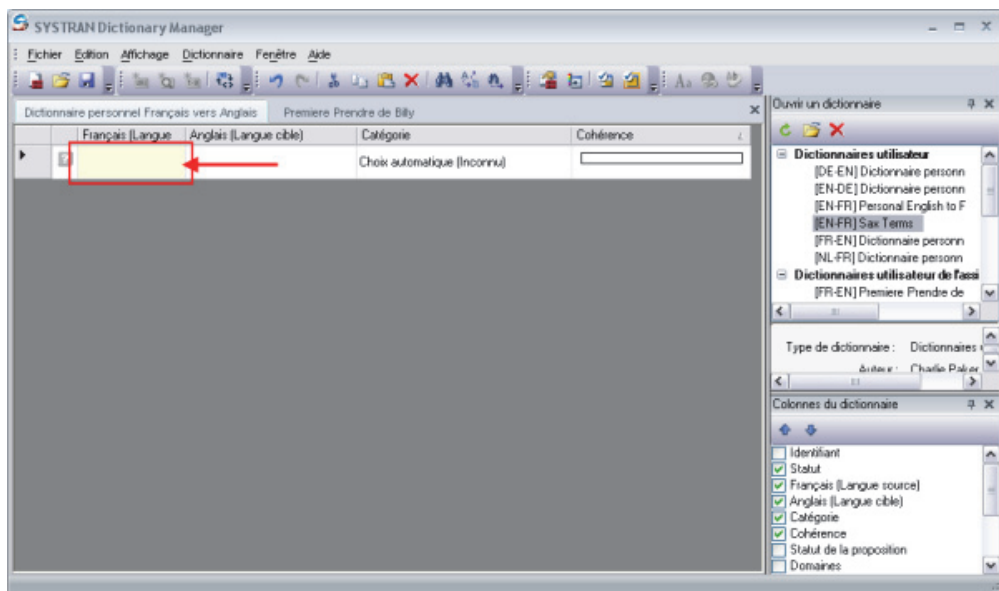 SYSTRAN Dictionary Manager
Fichier Edition Affichage Dictionnaire Fenêtre Aide
Dictionnaire personnel Français vers Anglais Premiere Prendre de Billy
Français (Langue Anglais (Langue cible) Catégorie Cohérence
Choix automatique (Inconnu)
Ouvrir un dictionnaire
Dictionnaires utilisateur
[DE-EN] Dictionnaire personn
[EN-DE] Dictionnaire personn
[EN-FR] Personal English to F
[EN-FR] Sax Terms
[FR-EN] Dictionnaire personn
[NL-FR] Dictionnaire personn
Dictionnaires utilisateur de l'assi
[FR-EN] Premiere Prendre de
Type de dictionnaire : Dictionnaires
Auteur : Charlie Parker
Colonnes du dictionnaire
Identifiant
Statut
Français (Langue source)
Anglais (Langue cible)
Catégorie
Cohérence
Statut de la proposition
Domaines